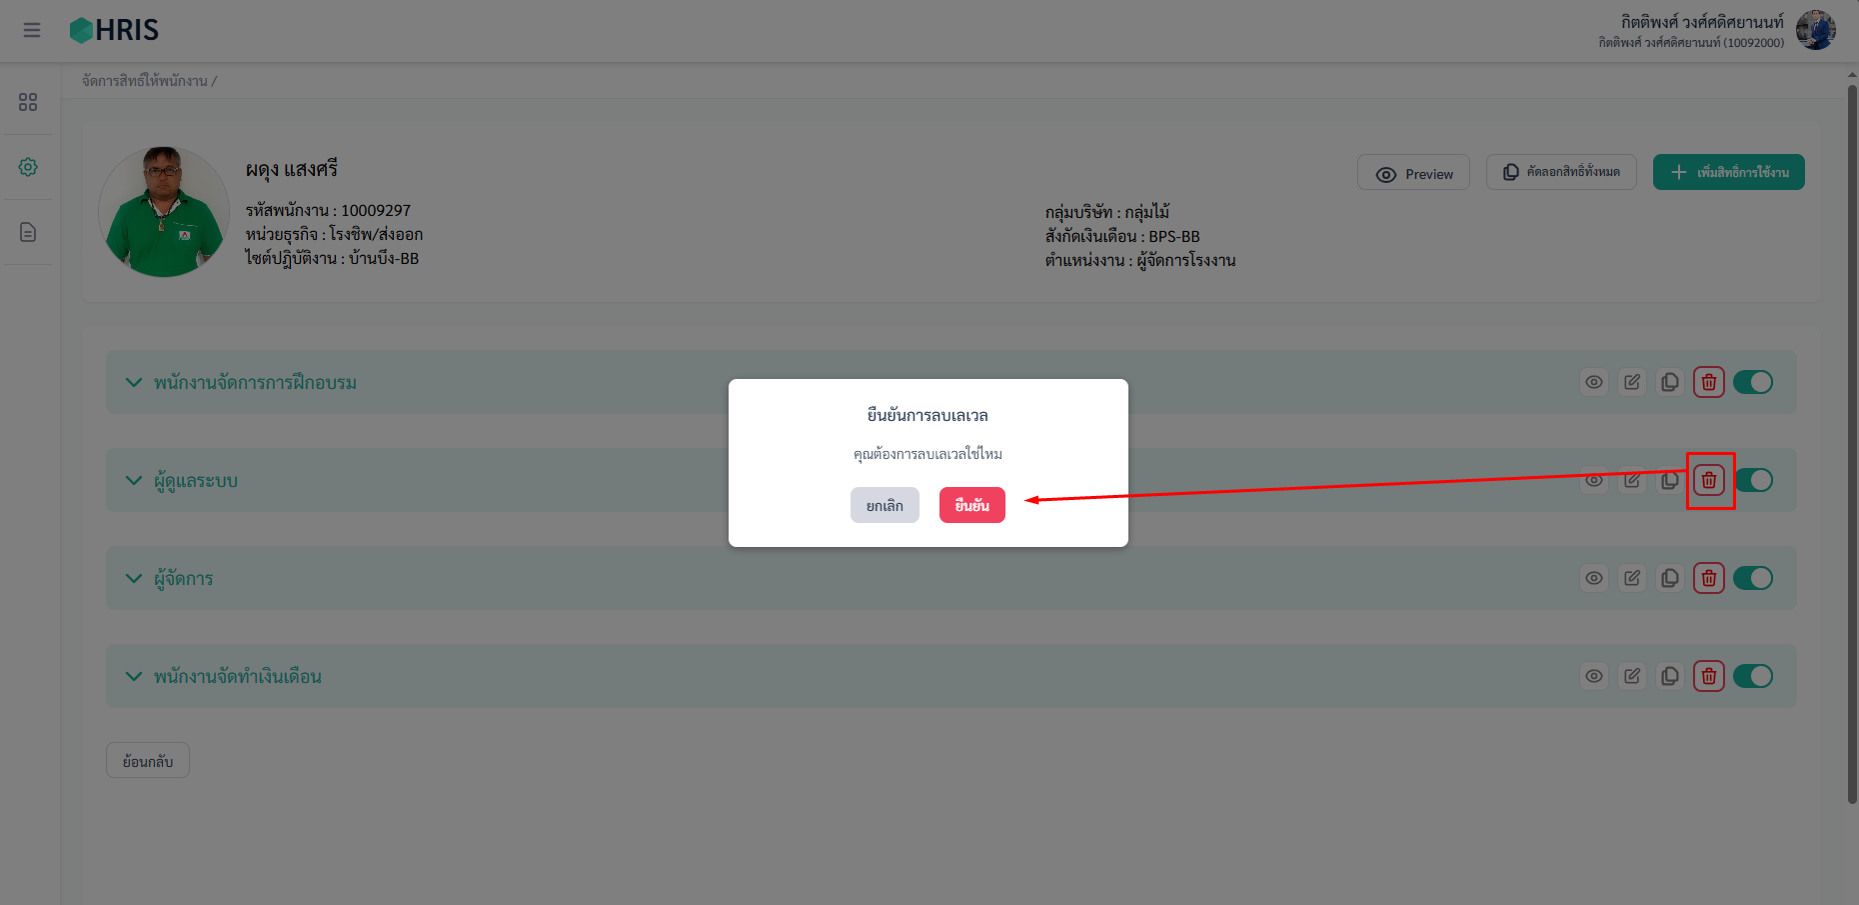 HRIS
กิตติพงศ์ วงศ์ศดิศยานนท์
กิตติพงศ์ วงศ์ศดิศยานนท์ (10092000)
จัดการสิทธิ์ให้พนักงาน /
ผดุง แสงศรี
รหัสพนักงาน : 10009297
หน่วยธุรกิจ : โรงชิพ/ส่งออก
ไซต์ปฎิบัติงาน : บ้านบึง-BB
Preview
คัดลอกสิทธิ์ทั้งหมด
เพิ่มสิทธิ์การใช้งาน
กลุ่มบริษัท : กลุ่มไม้
สังกัดเงินเดือน : BPS-BB
ตำแหน่งงาน : ผู้จัดการโรงงาน
พนักงานจัดการการฝึกอบรม
ผู้ดูแลระบบ
ผู้จัดการ
พนักงานจัดทำเงินเดือน
ยืนยันการลบเลเวล
คุณต้องการลบเลเวลใช่ไหม
ยกเลิก
ยืนยัน
ย้อนกลับ